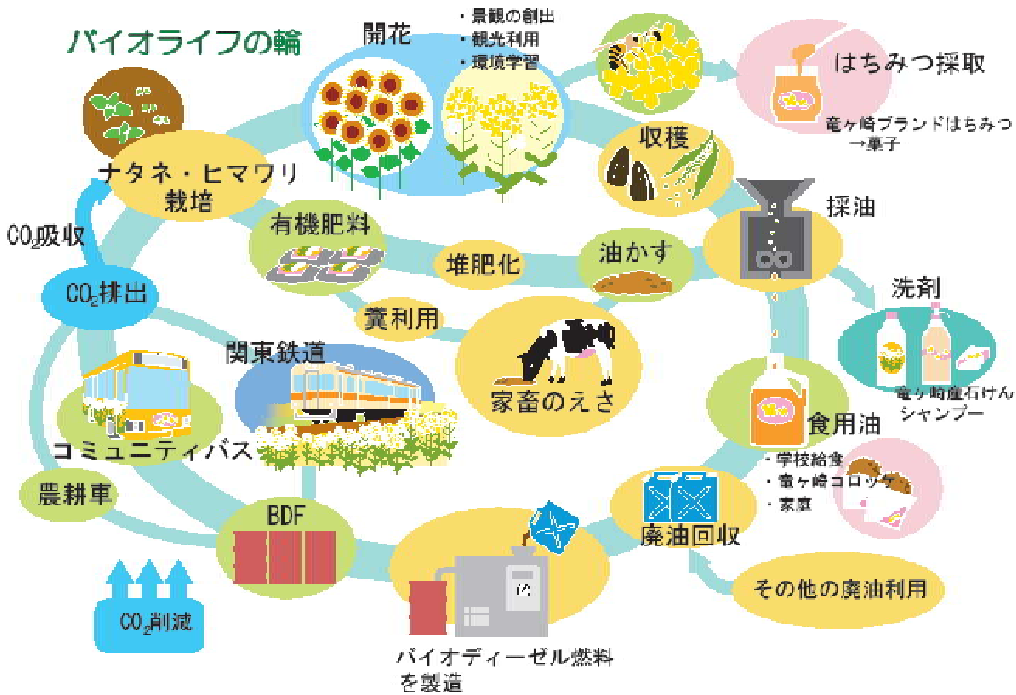 バイオライフの輪
開花
・景観の創出
・観光利用
・環境学習
はちみつ採取
竜ヶ崎ブランドはちみつ
→菓子
収穫
ナタネ・ヒマワリ
栽培
採油
有機肥料
堆肥化
油かす
CO₂吸収
CO₂排出
洗剤
竜ヶ崎産石けん
シャンプー
糞利用
家畜のえさ
関東鉄道
コミュニティバス
食用油
・学校給食
・竜ヶ崎コロッケ
・家庭
農耕車
BDF
廃油回収
その他の廃油利用
CO₂削減
バイオディーゼル燃料
を製造